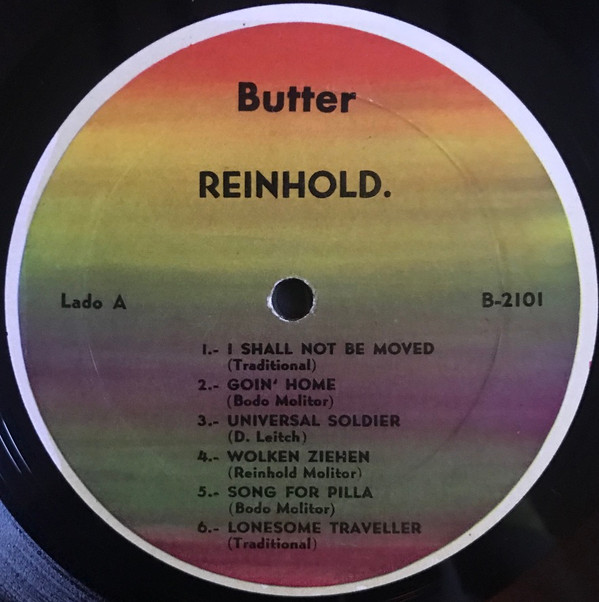 Butter
REINHOLD.
Lado A
B-2101
1.- I SHALL NOT BE MOVED
(Traditional)
2.- GOIN' HOME
(Bodo Molitor)
3.- UNIVERSAL SOLDIER
(D. Leitch)
4.- WOLKEN ZIEHEN
(Reinhold Molitor)
5.- SONG FOR PILLA
(Bodo Molitor)
6.- LONESOME TRAVELLER
(Traditional)